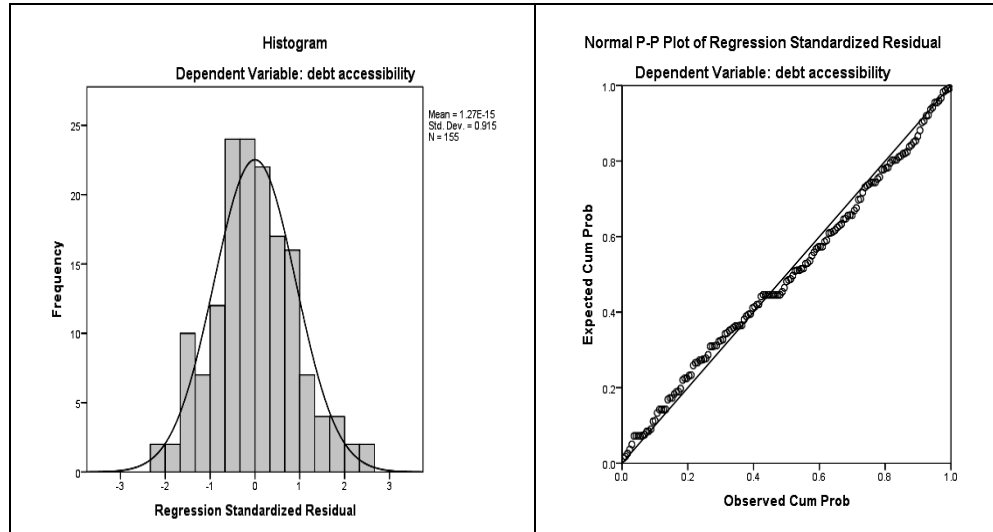 Histogram
Dependent Variable: debt accessibility
Mean = 1.27E-15
Std. Dev. = 0.915
N = 155
Frequency
25
20
15
10
5
0
-3 -2 -1 0 1 2 3
Regression Standardized Residual
Normal P-P Plot of Regression Standardized Residual
Dependent Variable: debt accessibility
Expected Cum Prob
1.0
0.8
0.6
0.4
0.2
0.0
0.0 0.2 0.4 0.6 0.8 1.0
Observed Cum Prob